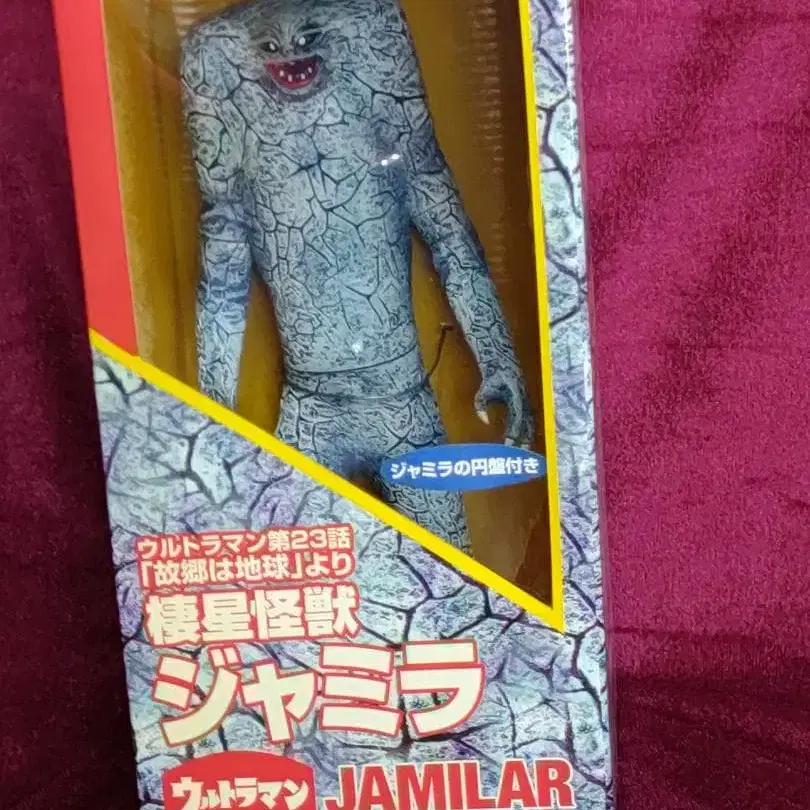 ジャミラの円盤付き
ウルトラマン第23話
「故郷は地球」より
棲星怪獣
ジャミラ
ウルトラマン JAMILAR